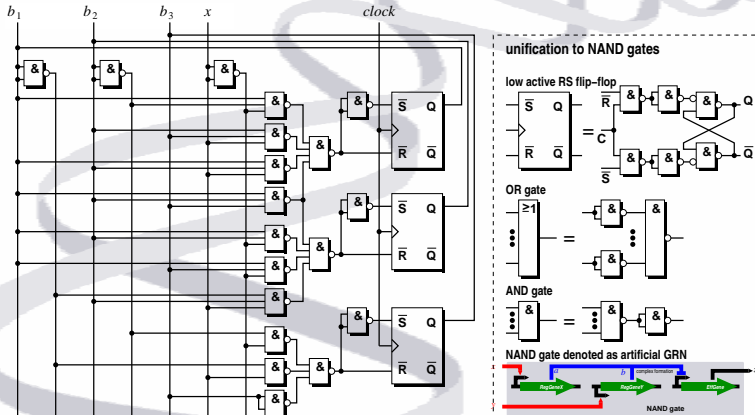 b1 b2 b3 x clock
& & &
& & S̅ Q
&
& R̅ Q̅
&
& & S̅ Q
&
& R̅ Q̅
&
&
& & S̅ Q
&
& R̅ Q̅
&
unification to NAND gates
low active RS flip–flop
S̅ Q
R̅ Q̅
=
R̅ & & & Q
C
S̅ & & & Q̅
OR gate
≥1 = & &
&
AND gate
& = & &
NAND gate denoted as artificial GRN
a b complex formation
RegGeneX RegGeneY EffGene
NAND gate